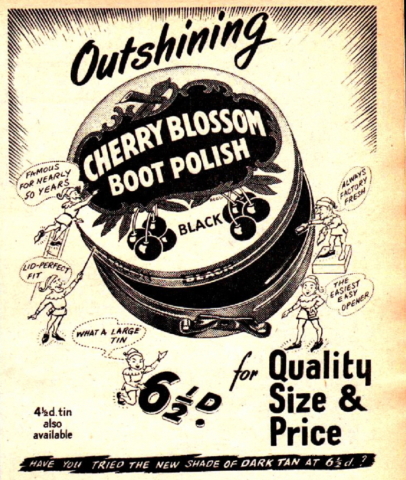 Outshining
CHERRY BLOSSOM
BOOT POLISH
BLACK
FAMOUS
FOR NEARLY
50 YEARS
ALWAYS
FACTORY
FRESH
LID-PERFECT
FIT
BLACK
THE
EASIEST
EASY
OPENER
WHAT A LARGE
TIN
6½D.
for Quality
Size &
Price
4½d. tin
also
available
HAVE YOU TRIED THE NEW SHADE OF DARK TAN AT 6½d.?